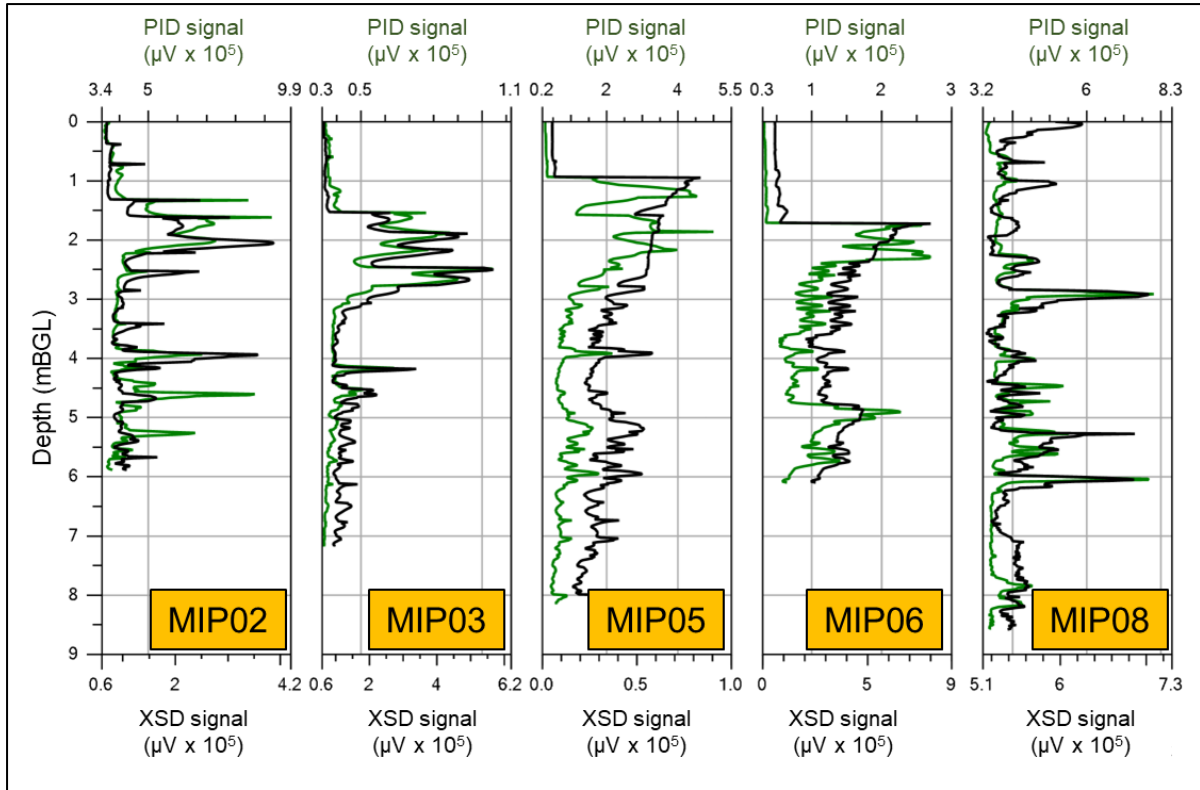 PID signal
(µV x 10⁵)
PID signal
(µV x 10⁵)
PID signal
(µV x 10⁵)
PID signal
(µV x 10⁵)
PID signal
(µV x 10⁵)
3.4 5 9.9
0.3 0.5 1.1
0.2 2 4 5.5
0.3 1 2 3
3.2 6 8.3
Depth (mBGL)
0
1
2
3
4
5
6
7
8
9
MIP02
MIP03
MIP05
MIP06
MIP08
0.6 2 4.2
0.6 2 4 6.2
0.0 0.5 1.0
0 5 9
5.1 6 7.3
XSD signal
(µV x 10⁵)
XSD signal
(µV x 10⁵)
XSD signal
(µV x 10⁵)
XSD signal
(µV x 10⁵)
XSD signal
(µV x 10⁵)